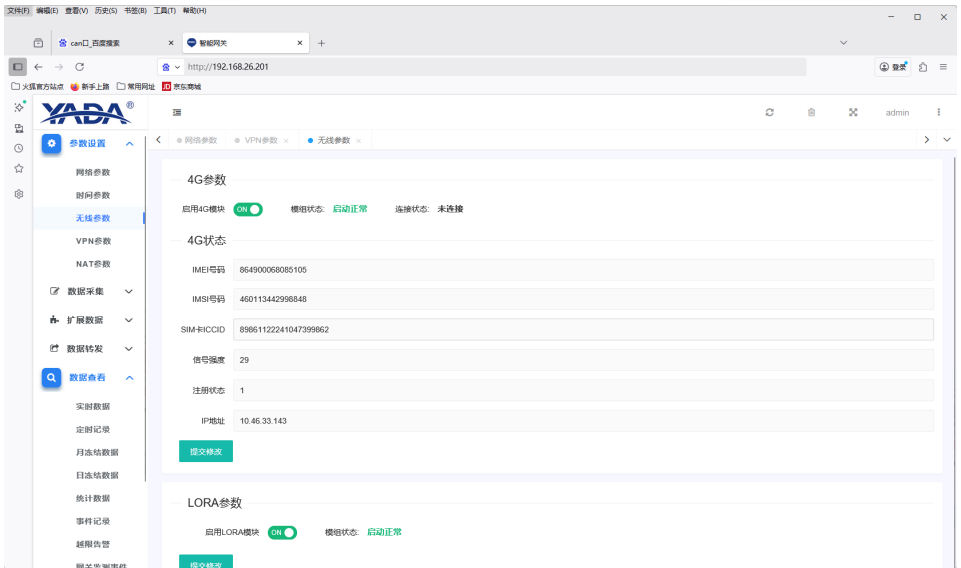 文件(F) 编辑(E) 查看(V) 历史(S) 书签(B) 工具(T) 帮助(H)
can口_百度搜索 智能网关
http://192.168.26.201 登录
火狐官方站点 新手上路 常用网址 JD 京东商城
YADA® admin
网络参数 VPN参数 无线参数
参数设置
网络参数
时间参数
无线参数
VPN参数
NAT参数
数据采集
扩展数据
数据转发
数据查看
实时数据
定时记录
月冻结数据
日冻结数据
统计数据
事件记录
越限告警
网关监测事件
4G参数
启用4G模块 ON 模组状态: 启动正常 连接状态: 未连接
4G状态
IMEI号码 864900068085105
IMSI号码 460113442998848
SIM卡ICCID 89861122241047399862
信号强度 29
注册状态 1
IP地址 10.46.33.143
提交修改
LORA参数
启用LORA模块 ON 模组状态: 启动正常
提交修改